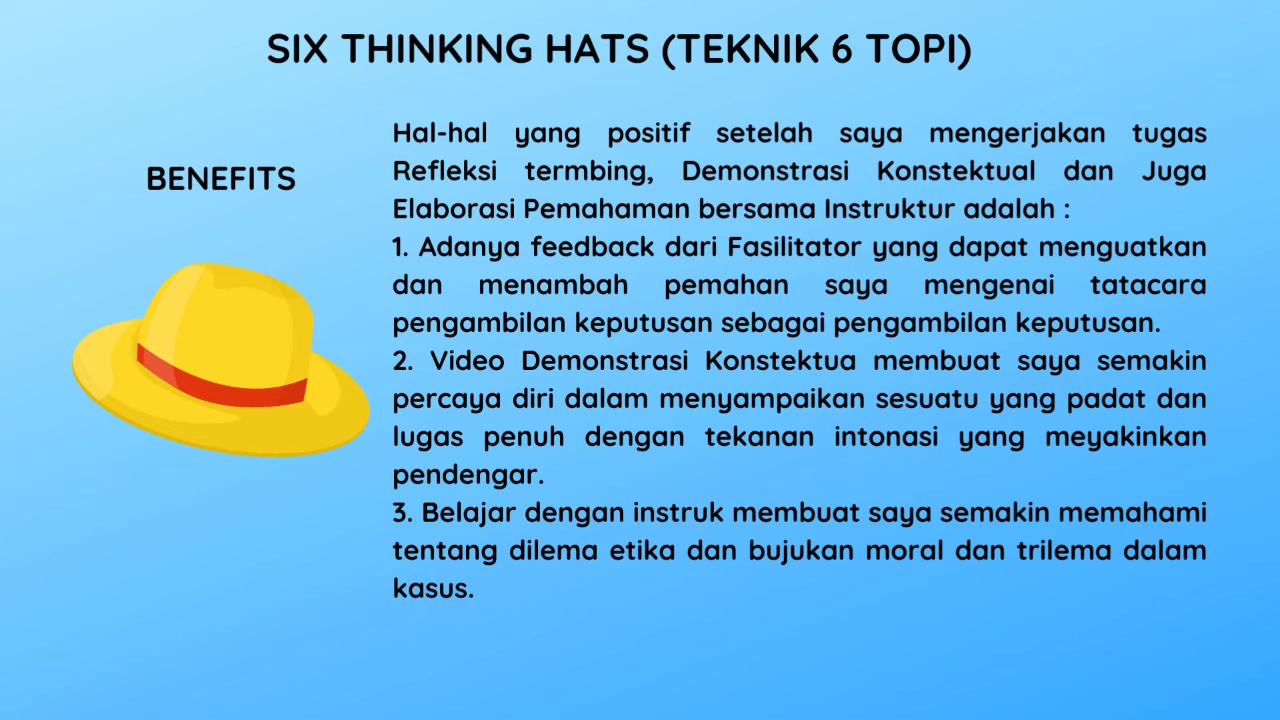 SIX THINKING HATS (TEKNIK 6 TOPI)
BENEFITS
Hal-hal yang positif setelah saya mengerjakan tugas
Refleksi termbing, Demonstrasi Konstektual dan Juga
Elaborasi Pemahaman bersama Instruktur adalah :
1. Adanya feedback dari Fasilitator yang dapat menguatkan
dan menambah pemahan saya mengenai tatacara
pengambilan keputusan sebagai pengambilan keputusan.
2. Video Demonstrasi Konstektua membuat saya semakin
percaya diri dalam menyampaikan sesuatu yang padat dan
lugas penuh dengan tekanan intonasi yang meyakinkan
pendengar.
3. Belajar dengan instruk membuat saya semakin memahami
tentang dilema etika dan bujukan moral dan trilema dalam
kasus.